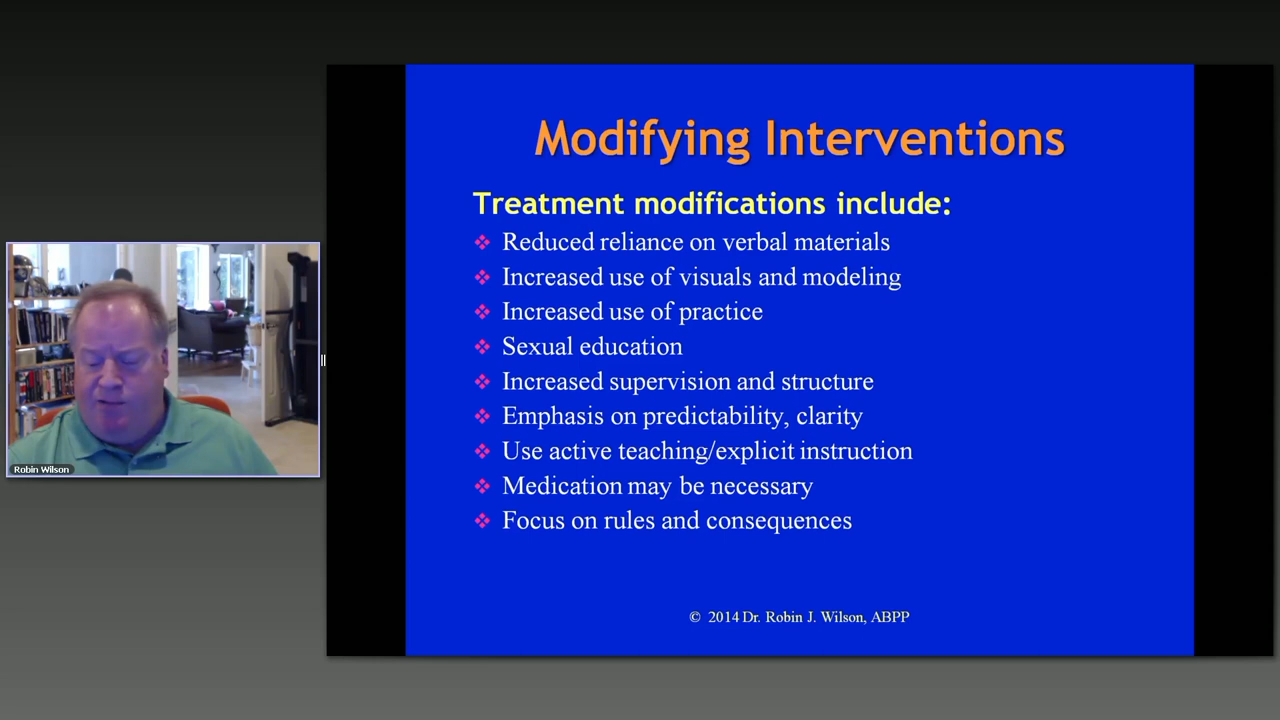 Modifying Interventions
Treatment modifications include:
❖ Reduced reliance on verbal materials
❖ Increased use of visuals and modeling
❖ Increased use of practice
❖ Sexual education
❖ Increased supervision and structure
❖ Emphasis on predictability, clarity
❖ Use active teaching/explicit instruction
❖ Medication may be necessary
❖ Focus on rules and consequences
© 2014 Dr. Robin J. Wilson, ABPP
Robin Wilson